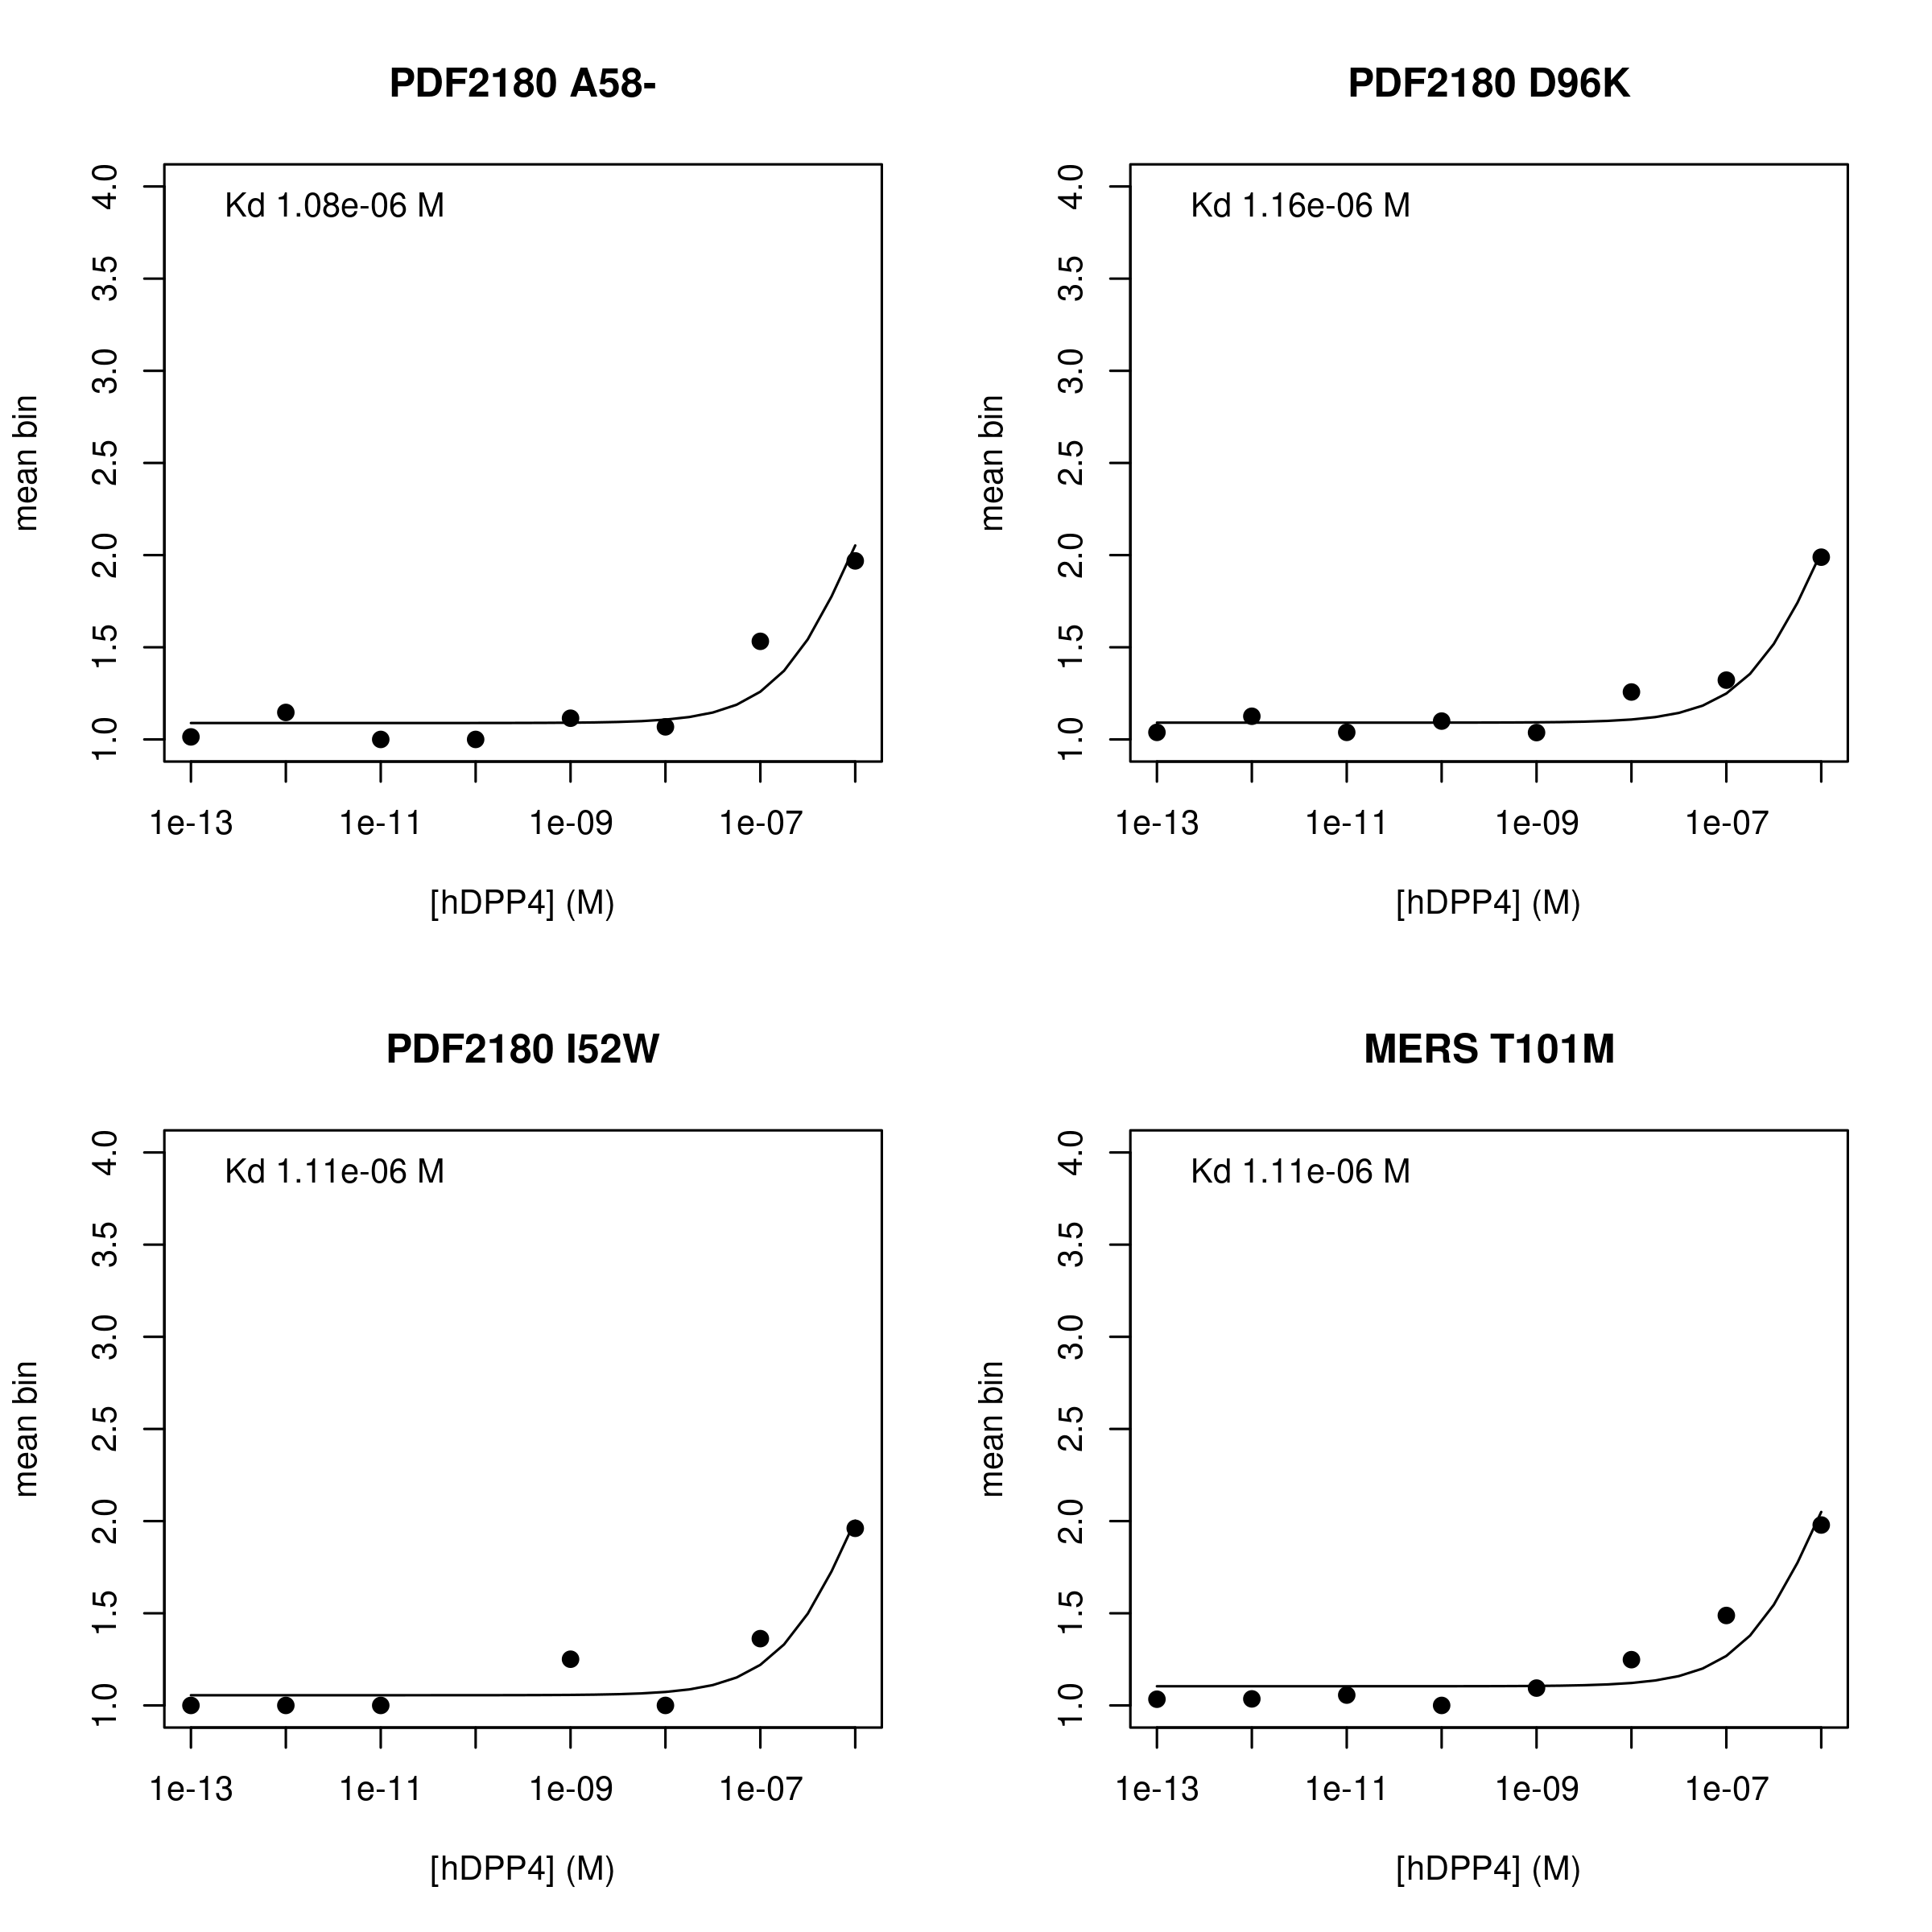 PDF2180 A58-
Kd 1.08e-06 M
mean bin
4.0
3.5
3.0
2.5
2.0
1.5
1.0
1e-13 1e-11 1e-09 1e-07
[hDPP4] (M)
PDF2180 D96K
Kd 1.16e-06 M
mean bin
4.0
3.5
3.0
2.5
2.0
1.5
1.0
1e-13 1e-11 1e-09 1e-07
[hDPP4] (M)
PDF2180 I52W
Kd 1.11e-06 M
mean bin
4.0
3.5
3.0
2.5
2.0
1.5
1.0
1e-13 1e-11 1e-09 1e-07
[hDPP4] (M)
MERS T101M
Kd 1.11e-06 M
mean bin
4.0
3.5
3.0
2.5
2.0
1.5
1.0
1e-13 1e-11 1e-09 1e-07
[hDPP4] (M)